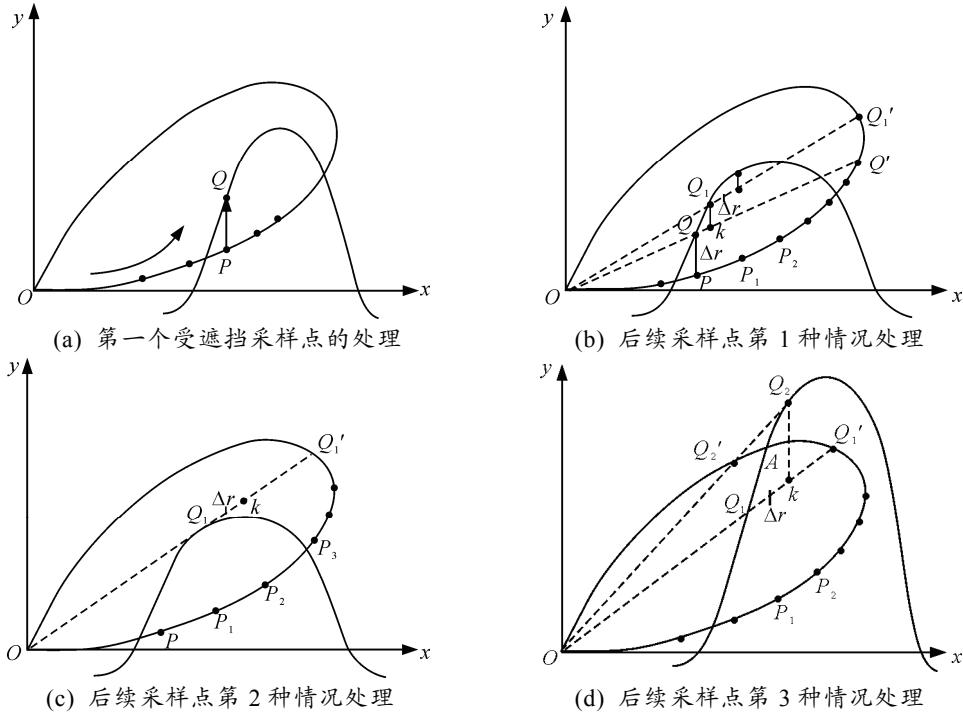 y
Q
P
O
x
(a) 第一个受遮挡采样点的处理
y
Q₁′
Q′
Q₁
Δr
Q
k
Δr
P₂
P
P₁
O
x
(b) 后续采样点第 1 种情况处理
y
Q₁′
Δr
k
Q₁
P₃
P₂
P₁
P
O
x
(c) 后续采样点第 2 种情况处理
y
Q₂
Q₂′
A
Q₁′
k
Q₁
Δr
P₂
P₁
O
x
(d) 后续采样点第 3 种情况处理